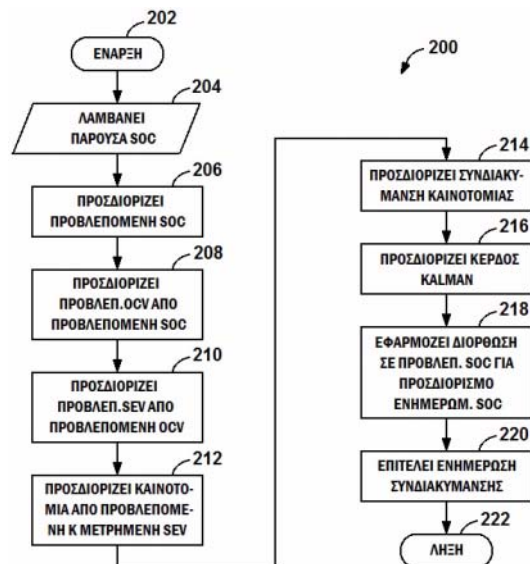 202
ΕΝΑΡΞΗ
200
204
ΛΑΜΒΑΝΕΙ
ΠΑΡΟΥΣΑ SOC
206
ΠΡΟΣΔΙΟΡΙΖΕΙ
ΠΡΟΒΛΕΠΟΜΕΝΗ SOC
208
ΠΡΟΣΔΙΟΡΙΖΕΙ
ΠΡΟΒΛΕΠ.OCV ΑΠΟ
ΠΡΟΒΛΕΠΟΜΕΝΗ SOC
210
ΠΡΟΣΔΙΟΡΙΖΕΙ
ΠΡΟΒΛΕΠ.SEV ΑΠΟ
ΠΡΟΒΛΕΠΟΜΕΝΗ OCV
212
ΠΡΟΣΔΙΟΡΙΖΕΙ ΚΑΙΝΟΤΟ-
ΜΙΑ ΑΠΟ ΠΡΟΒΛΕΠΟΜΕ-
ΝΗ Κ ΜΕΤΡΗΜΕΝΗ SEV
214
ΠΡΟΣΔΙΟΡΙΖΕΙ ΣΥΝΔΙΑΚΥ-
ΜΑΝΣΗ ΚΑΙΝΟΤΟΜΙΑΣ
216
ΠΡΟΣΔΙΟΡΙΖΕΙ ΚΕΡΔΟΣ
KALMAN
218
ΕΦΑΡΜΟΖΕΙ ΔΙΟΡΘΩΣΗ
ΣΕ ΠΡΟΒΛΕΠ. SOC ΓΙΑ
ΠΡΟΣΔΙΟΡΙΣΜΟ
ΕΝΗΜΕΡΩΜ. SOC
220
ΕΠΙΤΕΛΕΙ ΕΝΗΜΕΡΩΣΗ
ΣΥΝΔΙΑΚΥΜΑΝΣΗΣ
222
ΛΗΞΗ